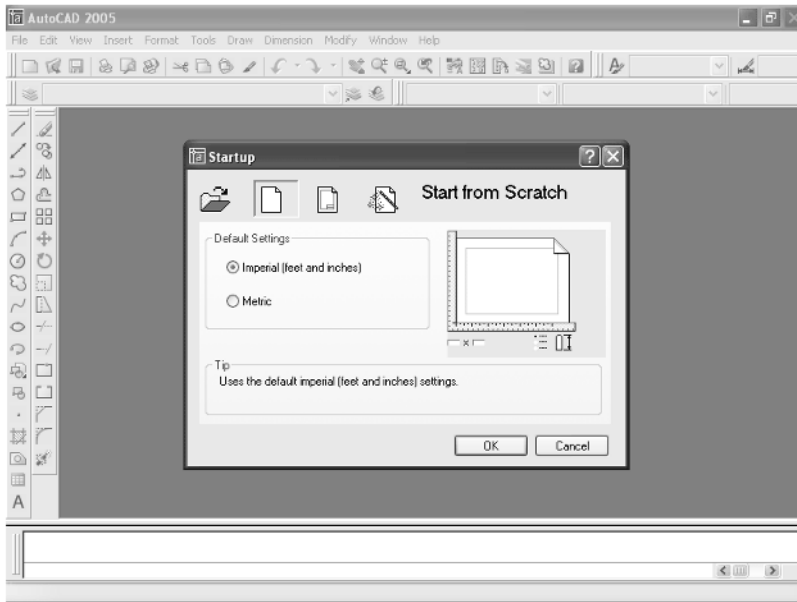 AutoCAD 2005
File Edit View Insert Format Tools Draw Dimension Modify Window Help
Startup
Start from Scratch
Default Settings
Imperial (feet and inches)
Metric
Tip
Uses the default imperial (feet and inches) settings.
OK Cancel
A